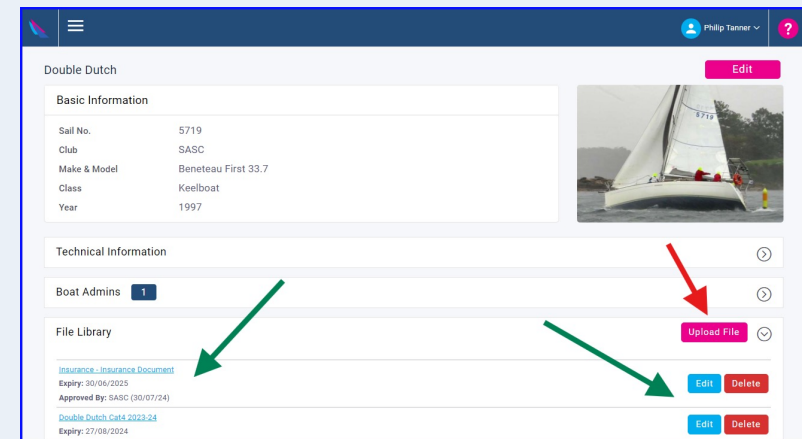 Philip Tanner
?
Double Dutch
Edit
Basic Information
Sail No. 5719
Club SASC
Make & Model Beneteau First 33.7
Class Keelboat
Year 1997
5719
Technical Information
Boat Admins 1
File Library Upload File
Insurance - Insurance Document
Expiry: 30/06/2025
Approved By: SASC (30/07/24)
Edit Delete
Double Dutch Cat4 2023-24
Expiry: 27/08/2024
Edit Delete